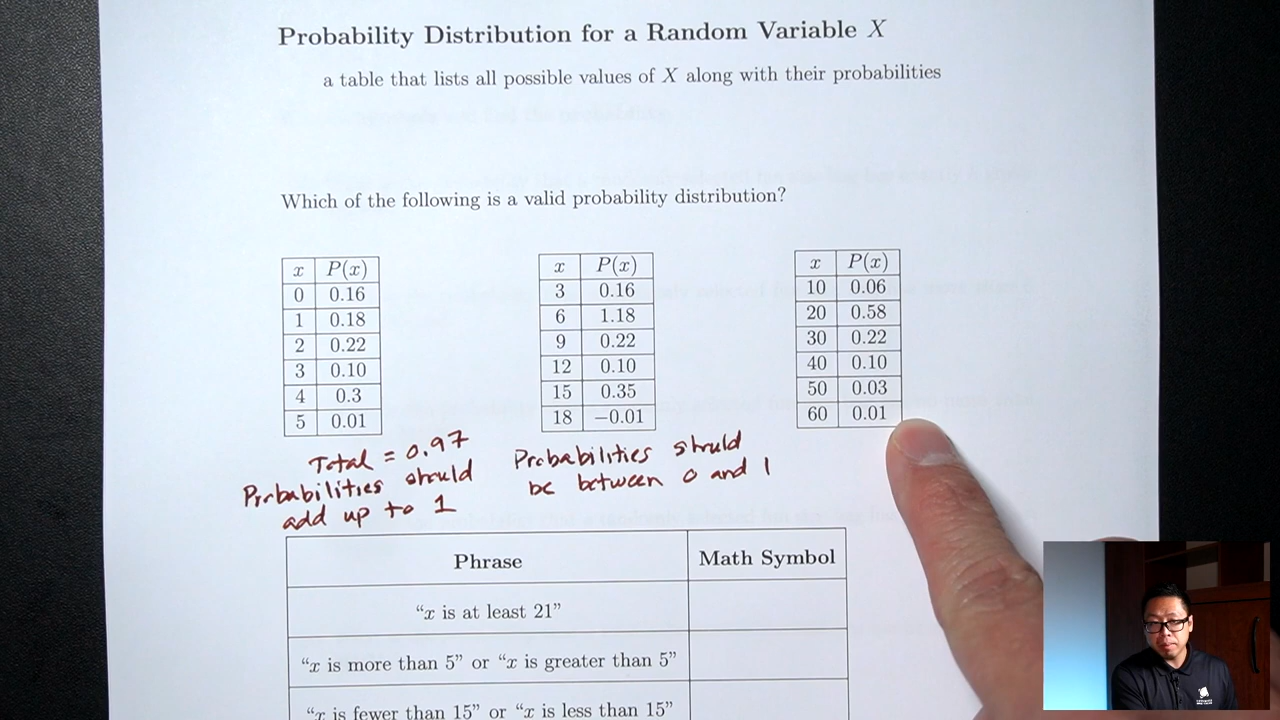 Probability Distribution for a Random Variable X
a table that lists all possible values of X along with their probabilities
Which of the following is a valid probability distribution?
x P(x)
0 0.16
1 0.18
2 0.22
3 0.10
4 0.3
5 0.01
x P(x)
3 0.16
6 1.18
9 0.22
12 0.10
15 0.35
18 −0.01
x P(x)
10 0.06
20 0.58
30 0.22
40 0.10
50 0.03
60 0.01
Total = 0.97
Probabilities should
add up to 1
Probabilities should
be between 0 and 1
Phrase Math Symbol
“x is at least 21”
“x is more than 5” or “x is greater than 5”
“x is fewer than 15” or “x is less than 15”